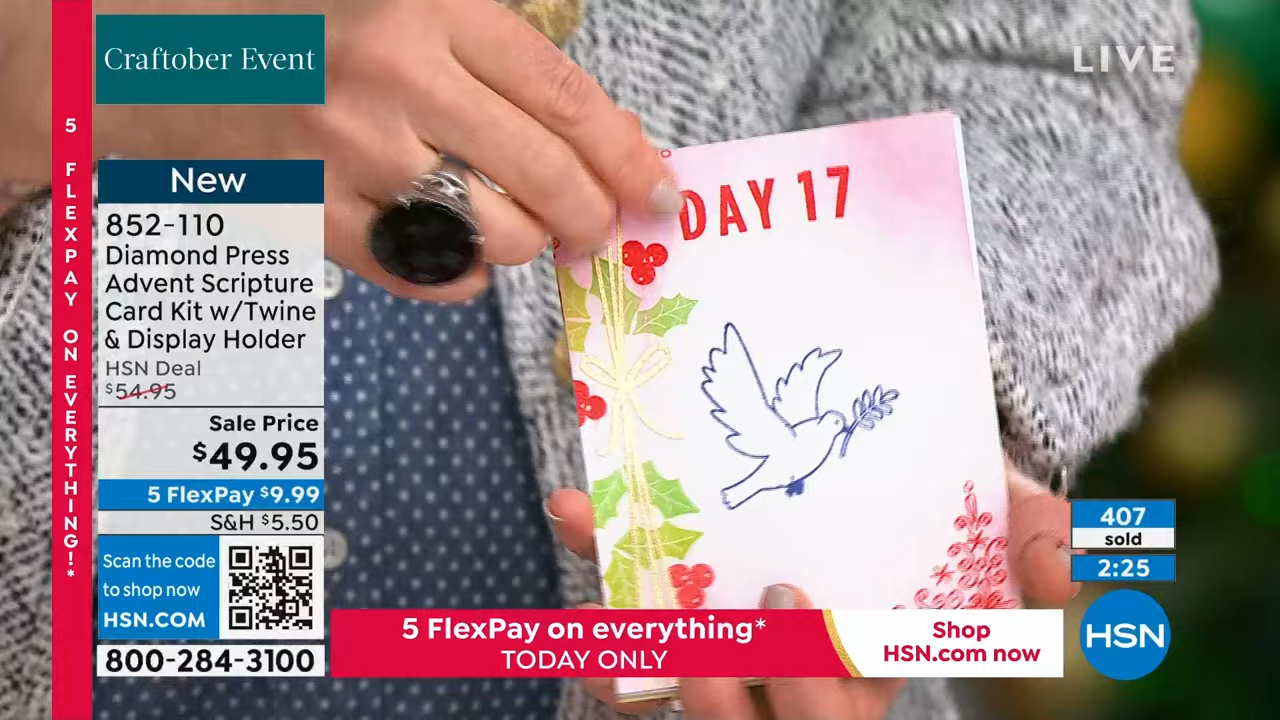 5 FLEXPAY ON EVERYTHING!*
Craftober Event
New
852-110
Diamond Press
Advent Scripture
Card Kit w/Twine
& Display Holder
HSN Deal
$54.95
Sale Price
$49.95
5 FlexPay $9.99
S&H $5.50
Scan the code
to shop now
HSN.COM
800-284-3100
LIVE
DAY 17
407
sold
2:25
5 FlexPay on everything*
TODAY ONLY
Shop
HSN.com now
HSN